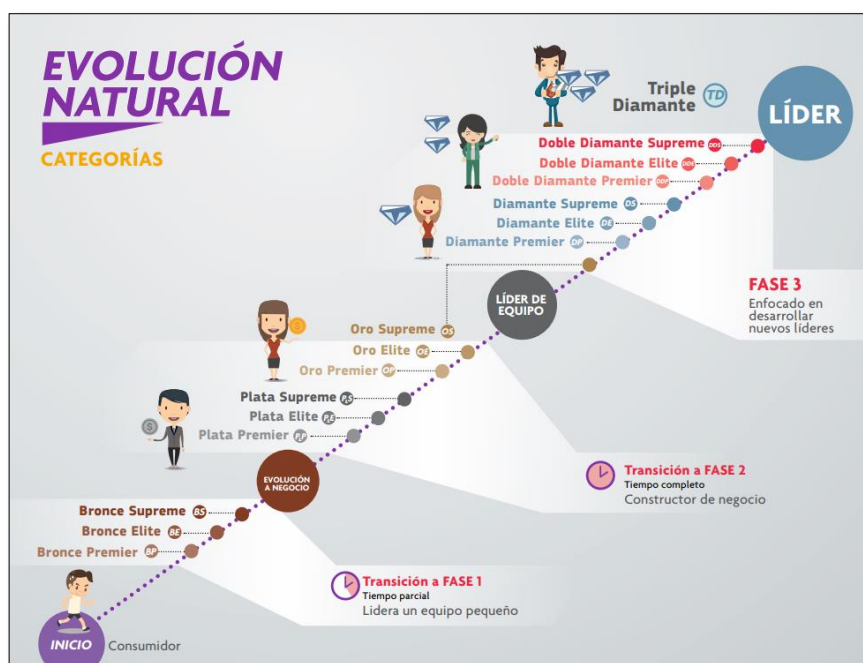 EVOLUCIÓN
NATURAL
CATEGORÍAS
Triple
Diamante TD
LÍDER
Doble Diamante Supreme DDS
Doble Diamante Elite
Doble Diamante Premier DDP
Diamante Supreme DS
Diamante Elite DE
Diamante Premier DP
FASE 3
Enfocado en
desarrollar
nuevos líderes
LÍDER DE
EQUIPO
Oro Supreme OS
Oro Elite OE
Oro Premier OP
Plata Supreme P,S
Plata Elite P,E
Plata Premier P,P
Transición a FASE 2
Tiempo completo
Constructor de negocio
EVOLUCIÓN
A NEGOCIO
Bronce Supreme BS
Bronce Elite BE
Bronce Premier BP
Transición a FASE 1
Tiempo parcial
Lidera un equipo pequeño
INICIO Consumidor